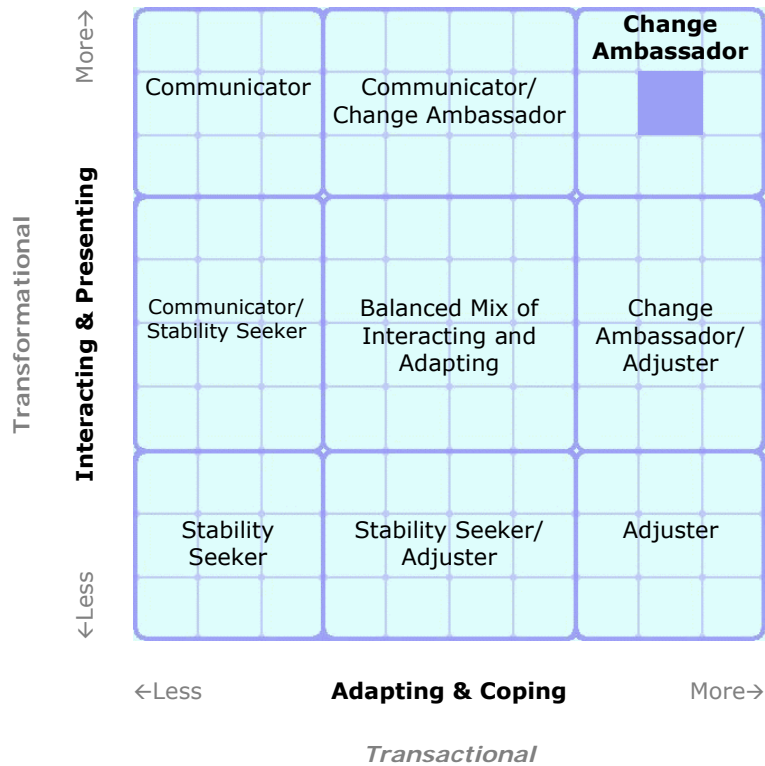 More→
Change
Ambassador
Communicator
Communicator/
Change Ambassador
Transformational
Interacting & Presenting
Communicator/
Stability Seeker
Balanced Mix of
Interacting and
Adapting
Change
Ambassador/
Adjuster
Stability
Seeker
Stability Seeker/
Adjuster
Adjuster
←Less
←Less
Adapting & Coping
More→
Transactional